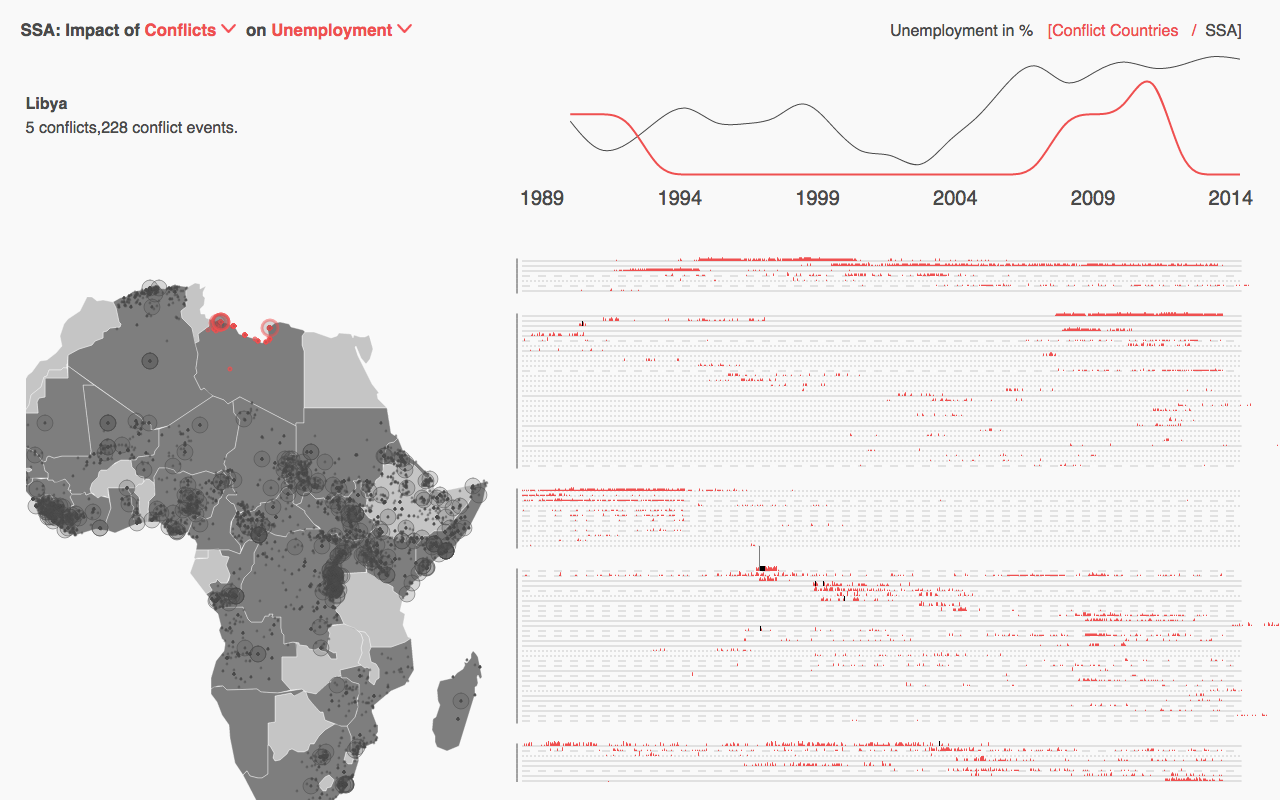 SSA: Impact of Conflicts on Unemployment
Unemployment in % [Conflict Countries / SSA]
Libya
5 conflicts,228 conflict events.
1989 1994 1999 2004 2009 2014